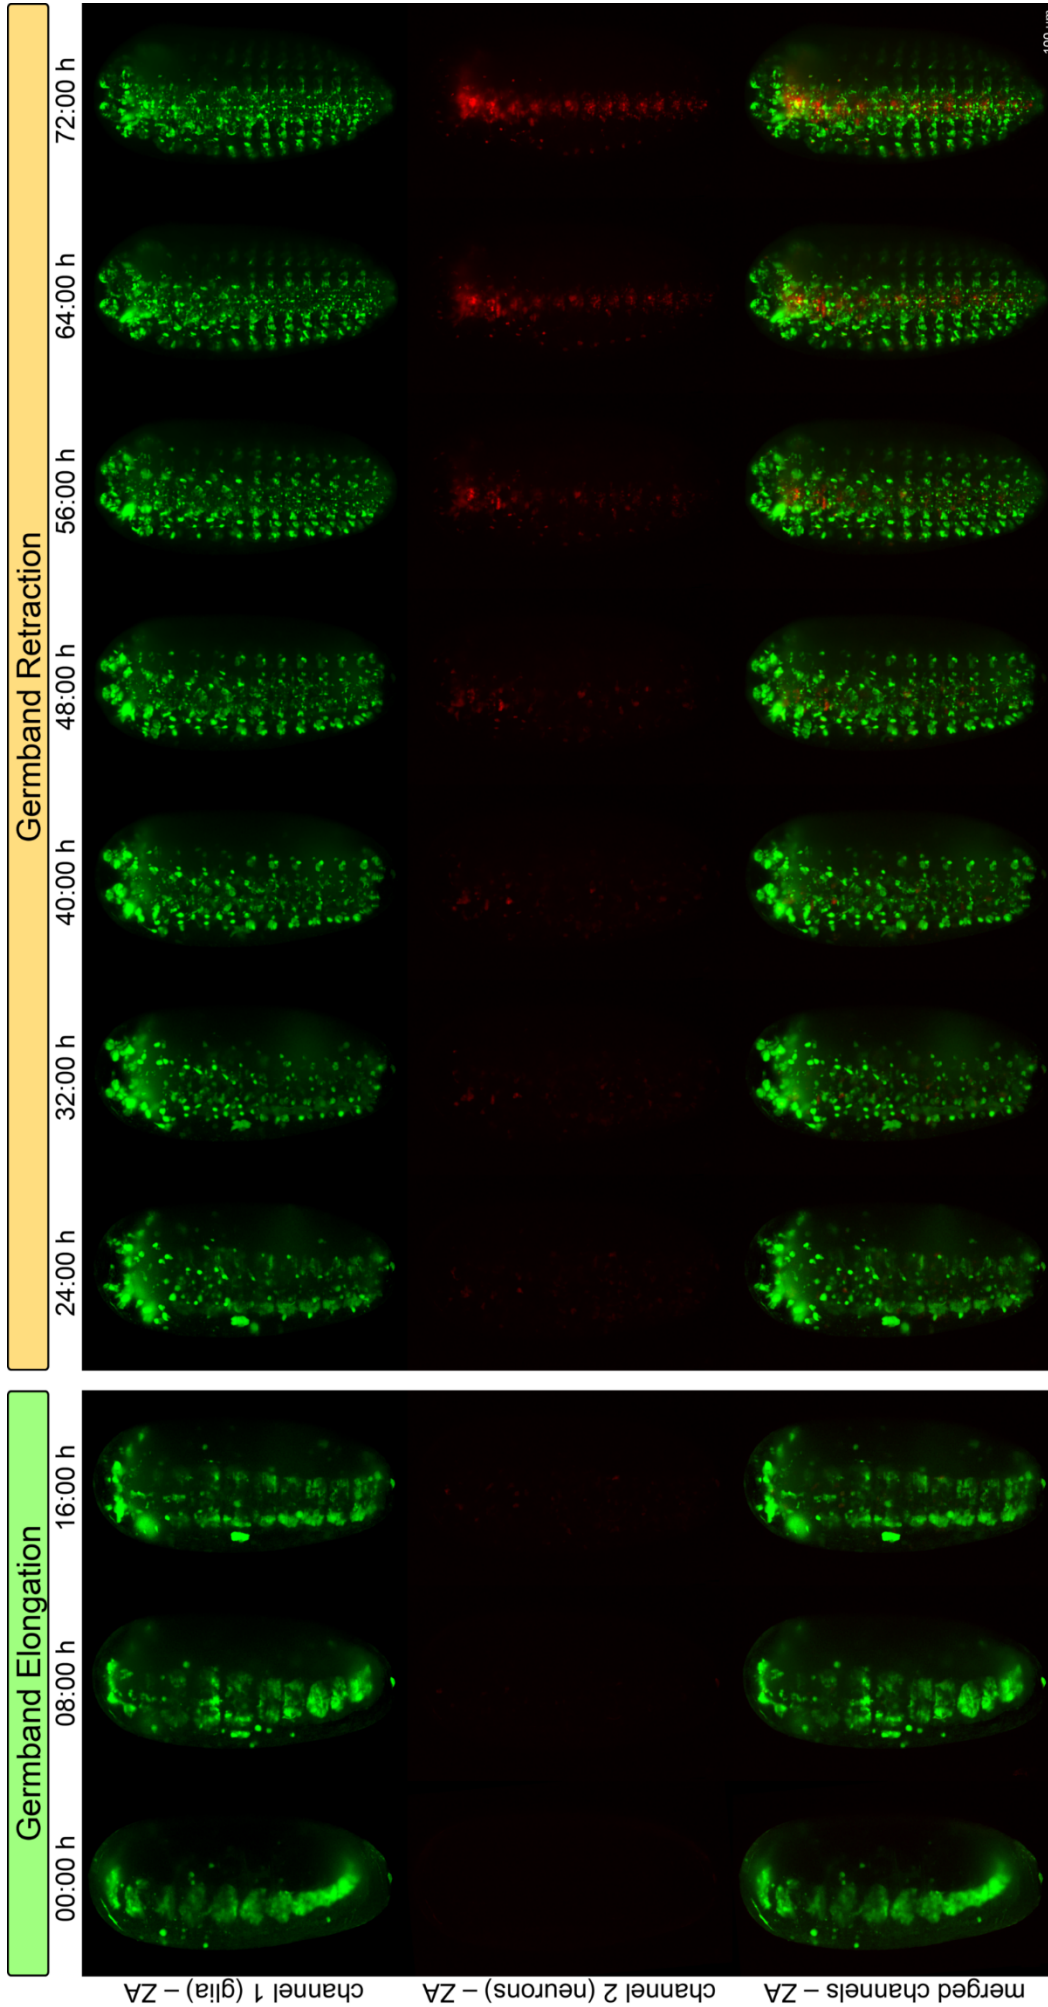 Germband Elongation
Germband Retraction
00:00 h
08:00 h
16:00 h
24:00 h
32:00 h
40:00 h
48:00 h
56:00 h
64:00 h
72:00 h
channel 1 (glia) – ZA
channel 2 (neurons) – ZA
merged channels – ZA